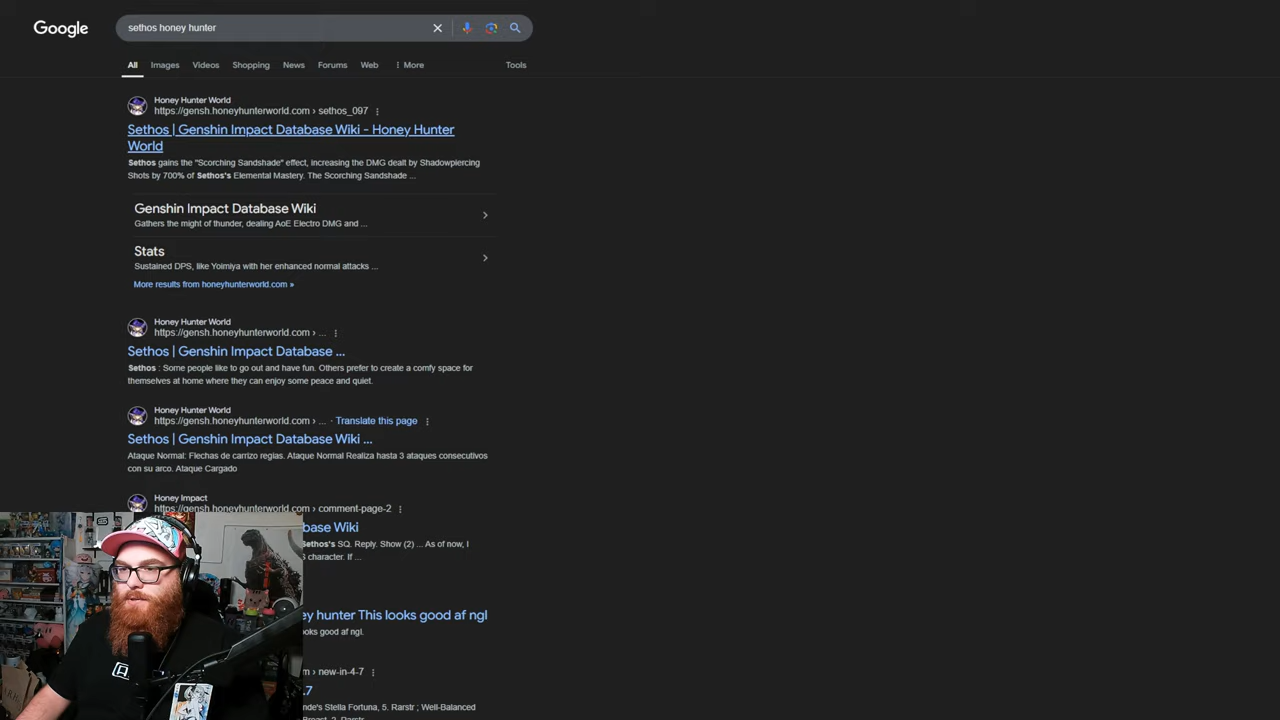 Google
sethos honey hunter
All Images Videos Shopping News Forums Web More Tools
Honey Hunter World
https://gensh.honeyhunterworld.com › sethos_097
Sethos | Genshin Impact Database Wiki - Honey Hunter
World
Sethos gains the "Scorching Sandshade" effect, increasing the DMG dealt by Shadowpiercing
Shots by 700% of Sethos's Elemental Mastery. The Scorching Sandshade ...
Genshin Impact Database Wiki
Gathers the might of thunder, dealing AoE Electro DMG and ...
Stats
Sustained DPS, like Yoimiya with her enhanced normal attacks ...
More results from honeyhunterworld.com »
Honey Hunter World
https://gensh.honeyhunterworld.com › ...
Sethos | Genshin Impact Database ...
Sethos : Some people like to go out and have fun. Others prefer to create a comfy space for
themselves at home where they can enjoy some peace and quiet.
Honey Hunter World
https://gensh.honeyhunterworld.com › ... · Translate this page
Sethos | Genshin Impact Database Wiki ...
Ataque Normal: Flechas de carrizo regias. Ataque Normal Realiza hasta 3 ataques consecutivos
con su arco. Ataque Cargado
Honey Impact
https://gensh.honeyhunterworld.com › comment-page-2
base Wiki
Sethos's SQ. Reply. Show (2) ... As of now, I
character. If ...
ey hunter This looks good af ngl
ooks good af ngl.
› new-in-4-7
.7
nde's Stella Fortuna, 5. Rarstr ; Well-Balanced